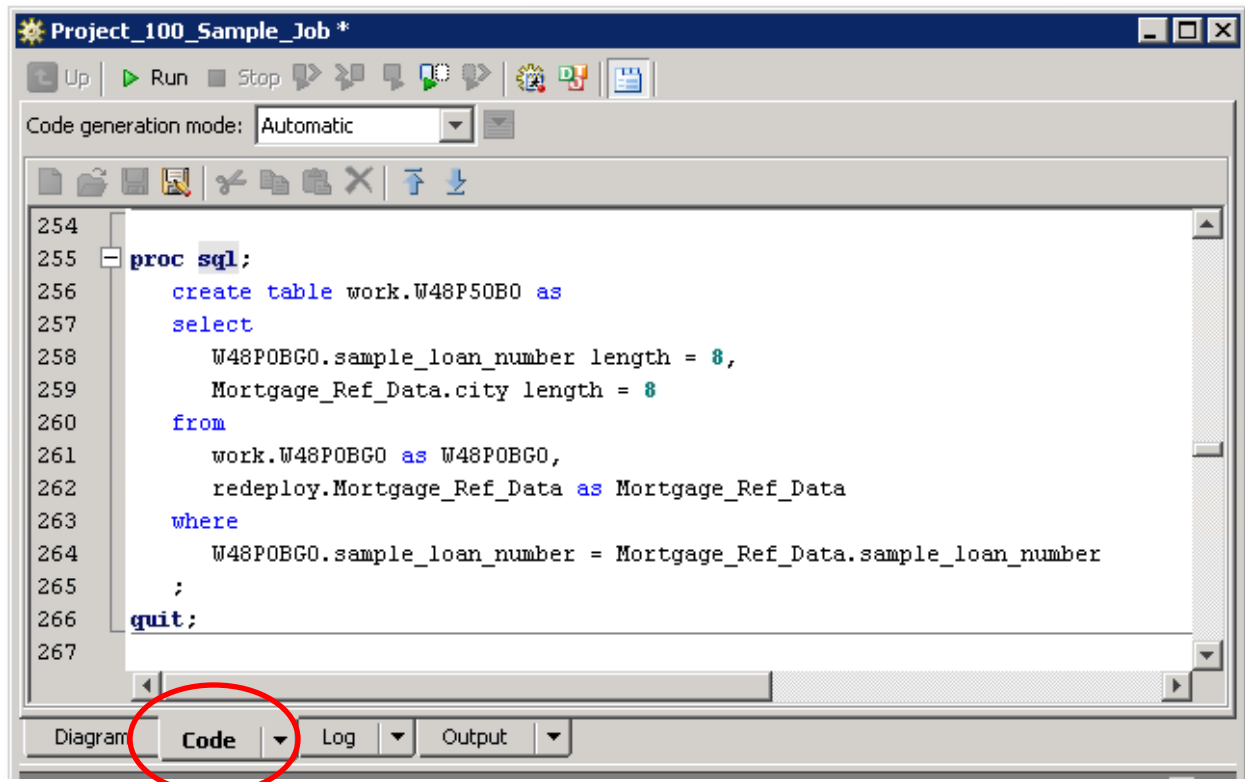 Project_100_Sample_Job *
Up Run Stop
Code generation mode: Automatic
254
255 proc sql;
256 create table work.W48P50B0 as
257 select
258 W48P0BG0.sample_loan_number length = 8,
259 Mortgage_Ref_Data.city length = 8
260 from
261 work.W48P0BG0 as W48P0BG0,
262 redeploy.Mortgage_Ref_Data as Mortgage_Ref_Data
263 where
264 W48P0BG0.sample_loan_number = Mortgage_Ref_Data.sample_loan_number
265 ;
266 quit;
267
Diagram Code Log Output